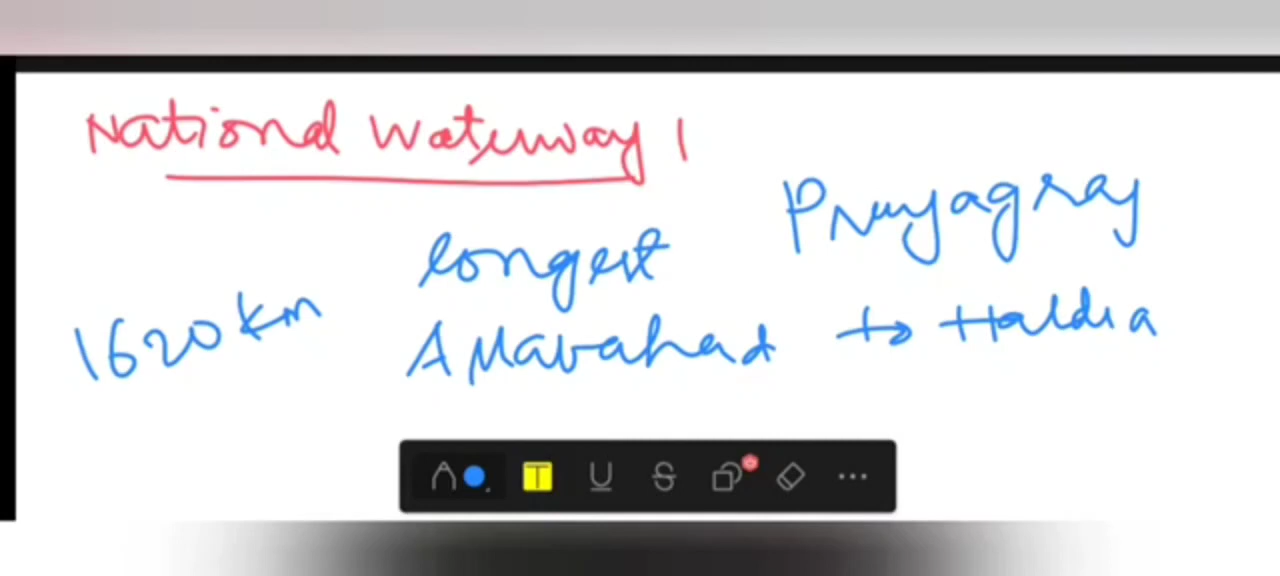 National Waterway 1
Prayagraj
longest
1620 km
Allahabad to Haldia